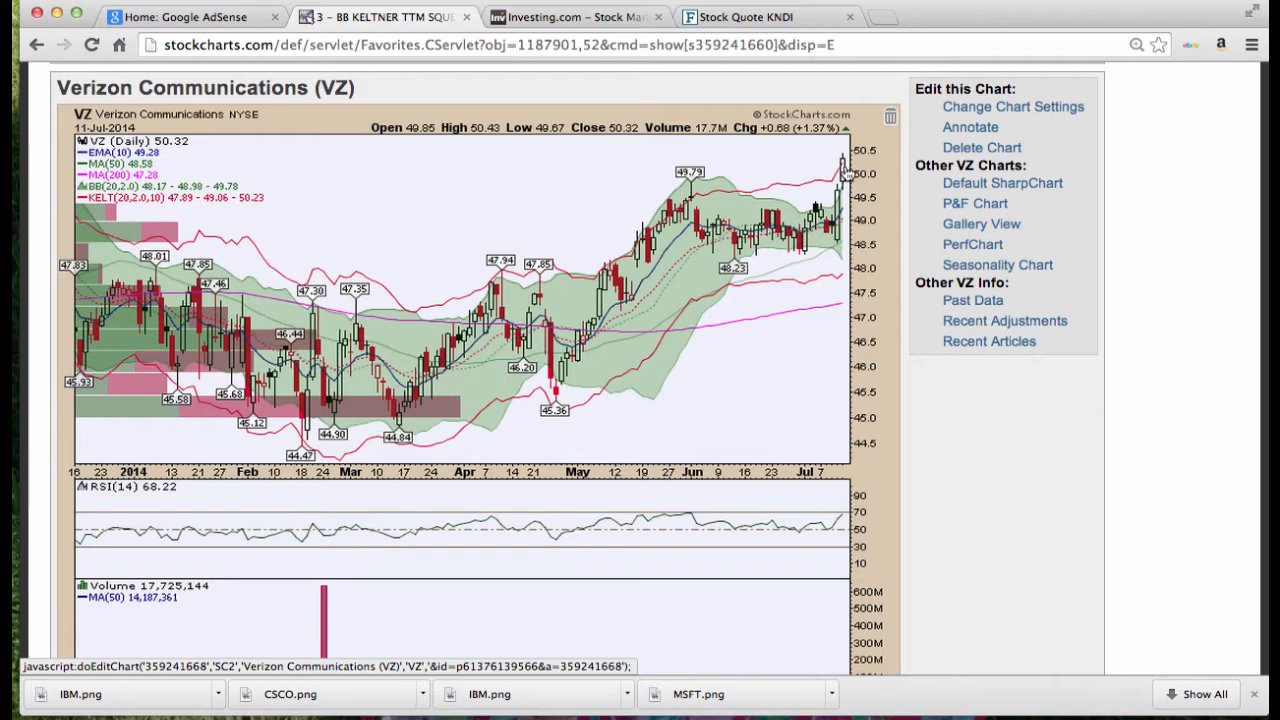 Home: Google AdSense
3 – BB KELTNER TTM SQUE
Investing.com – Stock Mar
Stock Quote KNDI
stockcharts.com/def/servlet/Favorites.CServlet?obj=1187901,52&cmd=show[s359241660]&disp=E
Verizon Communications (VZ)
VZ Verizon Communications NYSE
© StockCharts.com
11-Jul-2014
Open 49.85 High 50.43 Low 49.67 Close 50.32 Volume 17.7M Chg +0.68 (+1.37%)
VZ (Daily) 50.32
EMA(10) 49.28
MA(50) 48.58
MA(200) 47.28
BB(20,2.0) 48.17 - 48.98 - 49.78
KELT(20,2.0,10) 47.89 - 49.06 - 50.23
49.79
48.01
47.83
47.85
47.46
47.30
47.35
47.94
47.85
48.23
46.44
46.20
45.93
45.58
45.68
45.12
44.90
44.84
44.47
45.36
50.5
50.0
49.5
49.0
48.5
48.0
47.5
47.0
46.5
46.0
45.5
45.0
44.5
16 23 2014 13 21 27 Feb 10 18 24 Mar 10 17 24 Apr 7 14 21 May 12 19 27 Jun 9 16 23 Jul 7
RSI(14) 68.22
90
70
50
30
10
Volume 17,725,144
MA(50) 14,187,361
600M
500M
400M
300M
200M
Edit this Chart:
Change Chart Settings
Annotate
Delete Chart
Other VZ Charts:
Default SharpChart
P&F Chart
Gallery View
PerfChart
Seasonality Chart
Other VZ Info:
Past Data
Recent Adjustments
Recent Articles
javascript:doEditChart('359241668','SC2','Verizon Communications (VZ)','VZ','&id=p61376139566&a=359241668');
IBM.png
CSCO.png
IBM.png
MSFT.png
Show All